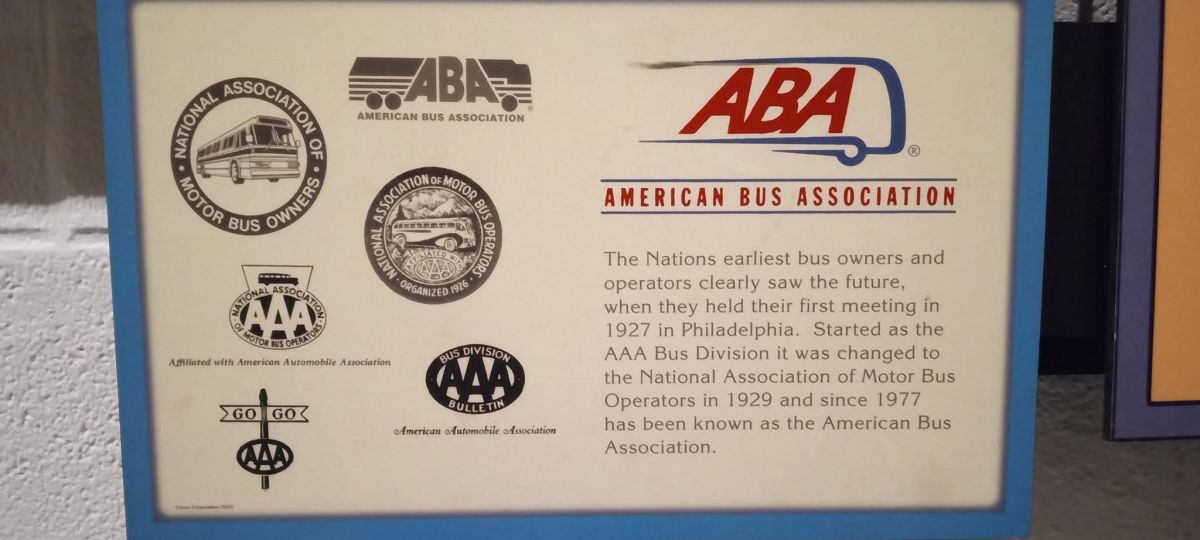 NATIONAL ASSOCIATION OF
MOTOR BUS OWNERS
ABA
AMERICAN BUS ASSOCIATION
NATIONAL ASSOCIATION OF MOTOR BUS OPERATORS
AFFILIATED WITH
AAA
ORGANIZED 1926
NATIONAL ASSOCIATION
AAA
OF MOTOR BUS OPERATORS
Affiliated with American Automobile Association
BUS DIVISION
AAA
BULLETIN
American Automobile Association
GO GO
AAA
ABA
®
AMERICAN BUS ASSOCIATION
The Nations earliest bus owners and
operators clearly saw the future,
when they held their first meeting in
1927 in Philadelphia. Started as the
AAA Bus Division it was changed to
the National Association of Motor Bus
Operators in 1929 and since 1977
has been known as the American Bus
Association.